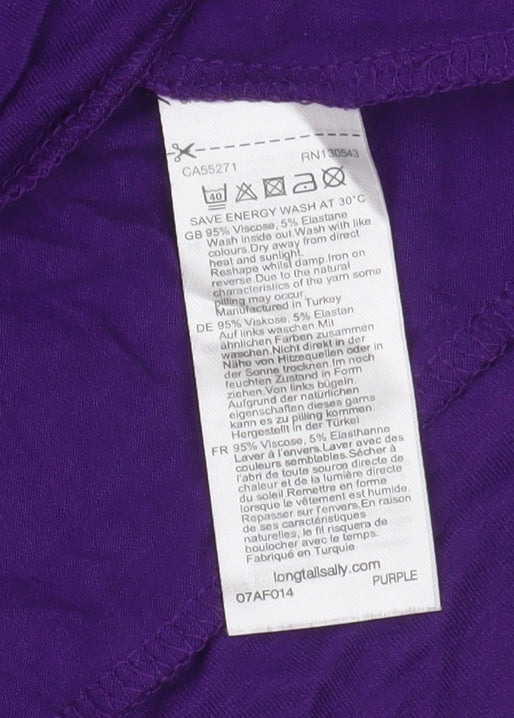 CA55271 RN130543
40
SAVE ENERGY WASH AT 30°C
GB 95% Viscose, 5% Elastane
Wash inside out.Wash with like
colours.Dry away from direct
heat and sunlight.
Reshape whilst damp.Iron on
reverse.Due to the natural
characteristics of the yarn some
pilling may occur.
Manufactured in Turkey
DE 95% Viskose, 5% Elastan
Auf links waschen.Mit
ähnlichen Farben zusammen
waschen.Nicht direkt in der
Nähe von Hitzequellen oder in
der Sonne trocknen.Im noch
feuchten Zustand in Form
ziehen.Von links bügeln.
Aufgrund der natürlichen
eigenschaften dieses garns
kann es zu pilling kommen.
Hergestellt in der Türkei
FR 95% Viscose, 5% Elasthanne
Laver à l'envers.Laver avec des
couleurs semblables.Sécher à
l'abri de toute source directe de
chaleur et de la lumière directe
du soleil.Remettre en forme
lorsque le vêtement est humide.
Repasser sur l'envers.En raison
de ses caractéristiques
naturelles, le fil risquera de
boulocher avec le temps.
Fabriqué en Turquie
longtallsally.com
07AF014 PURPLE